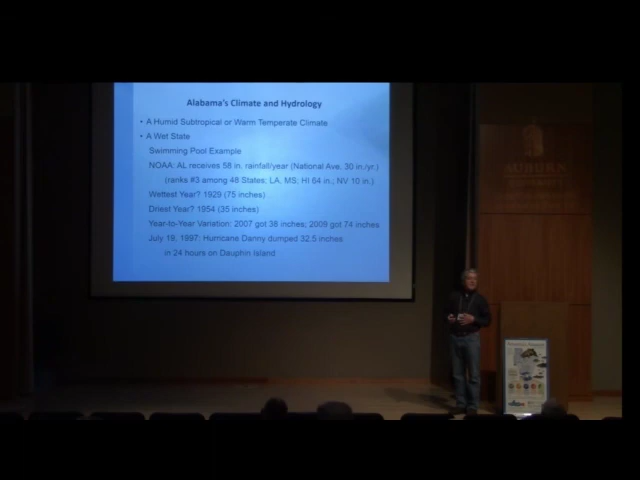 Alabama's Climate and Hydrology
• A Humid Subtropical or Warm Temperate Climate
• A Wet State
Swimming Pool Example
NOAA: AL receives 58 in. rainfall/year (National Ave. 30 in./yr.)
(ranks #3 among 48 States; LA, MS; HI 64 in.; NV 10 in.)
Wettest Year? 1929 (75 inches)
Driest Year? 1954 (35 inches)
Year-to-Year Variation: 2007 got 38 inches; 2009 got 74 inches
July 19, 1997: Hurricane Danny dumped 32.5 inches
in 24 hours on Dauphin Island
AUBURN